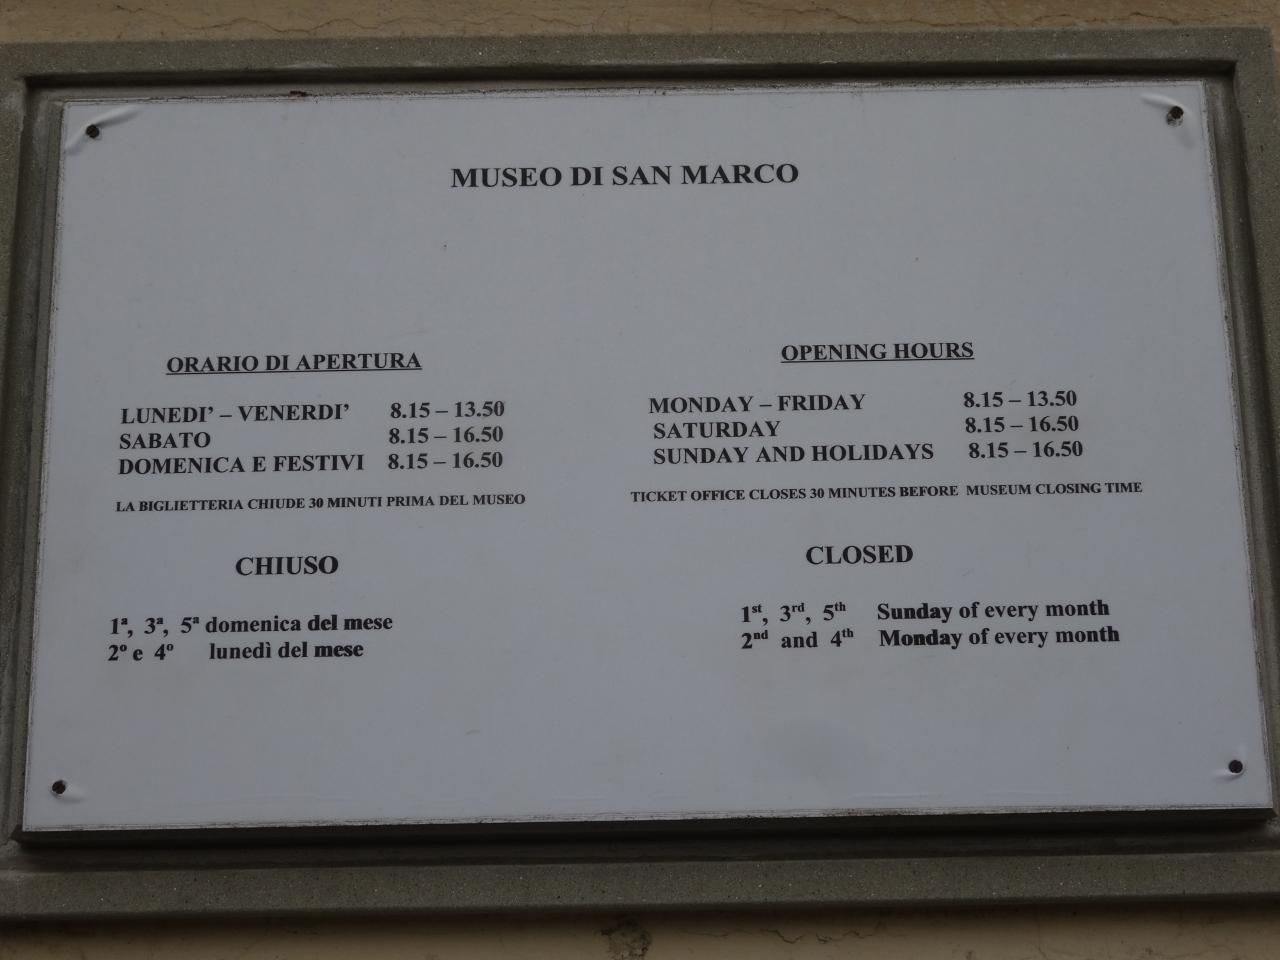 MUSEO DI SAN MARCO
ORARIO DI APERTURA
LUNEDI’ – VENERDI’ 8.15 – 13.50
SABATO 8.15 – 16.50
DOMENICA E FESTIVI 8.15 – 16.50
LA BIGLIETTERIA CHIUDE 30 MINUTI PRIMA DEL MUSEO
CHIUSO
1ª, 3ª, 5ª domenica del mese
2º e 4º lunedì del mese
OPENING HOURS
MONDAY – FRIDAY 8.15 – 13.50
SATURDAY 8.15 – 16.50
SUNDAY AND HOLIDAYS 8.15 – 16.50
TICKET OFFICE CLOSES 30 MINUTES BEFORE MUSEUM CLOSING TIME
CLOSED
1st, 3rd, 5th Sunday of every month
2nd and 4th Monday of every month